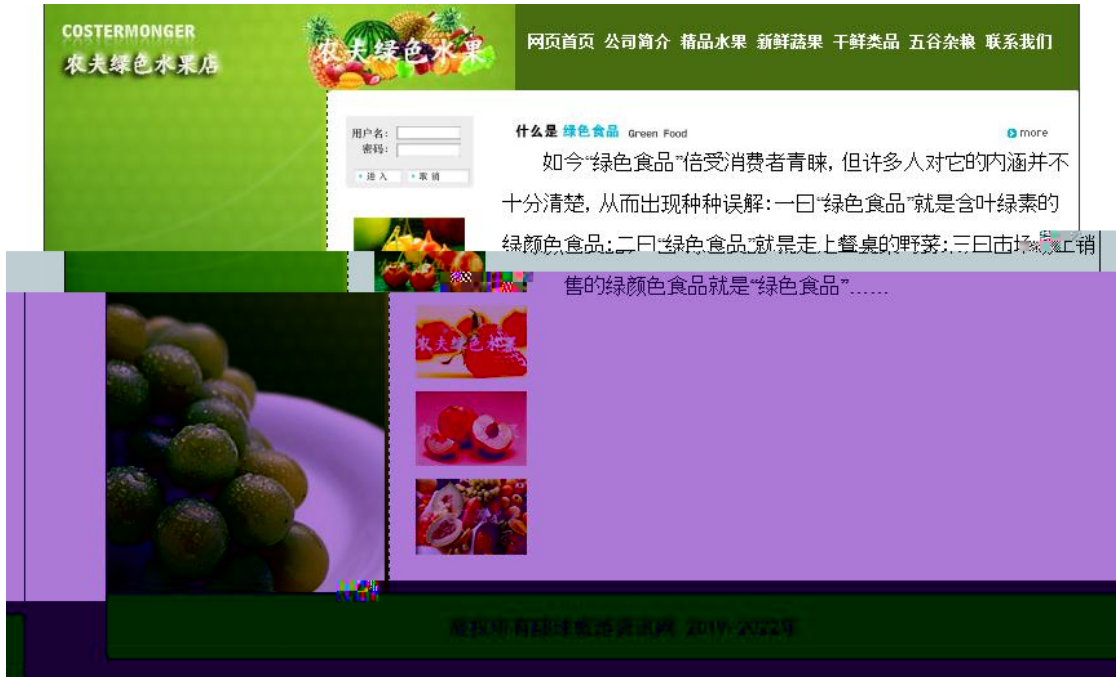 COSTERMONGER
农夫绿色水果店
农夫绿色水果
网页首页 公司简介 精品水果 新鲜蔬果 干鲜类品 五谷杂粮 联系我们
用户名：
密码：
进入 取消
什么是 绿色食品 Green Food
more
如今“绿色食品”倍受消费者青睐，但许多人对它的内涵并不
十分清楚，从而出现种种误解：一曰“绿色食品”就是含叶绿素的
绿颜色食品；二曰“绿色食品”就是走上餐桌的野菜；三曰市场 上销
售的绿颜色食品就是“绿色食品”……
农夫绿色水果
2019-2022年